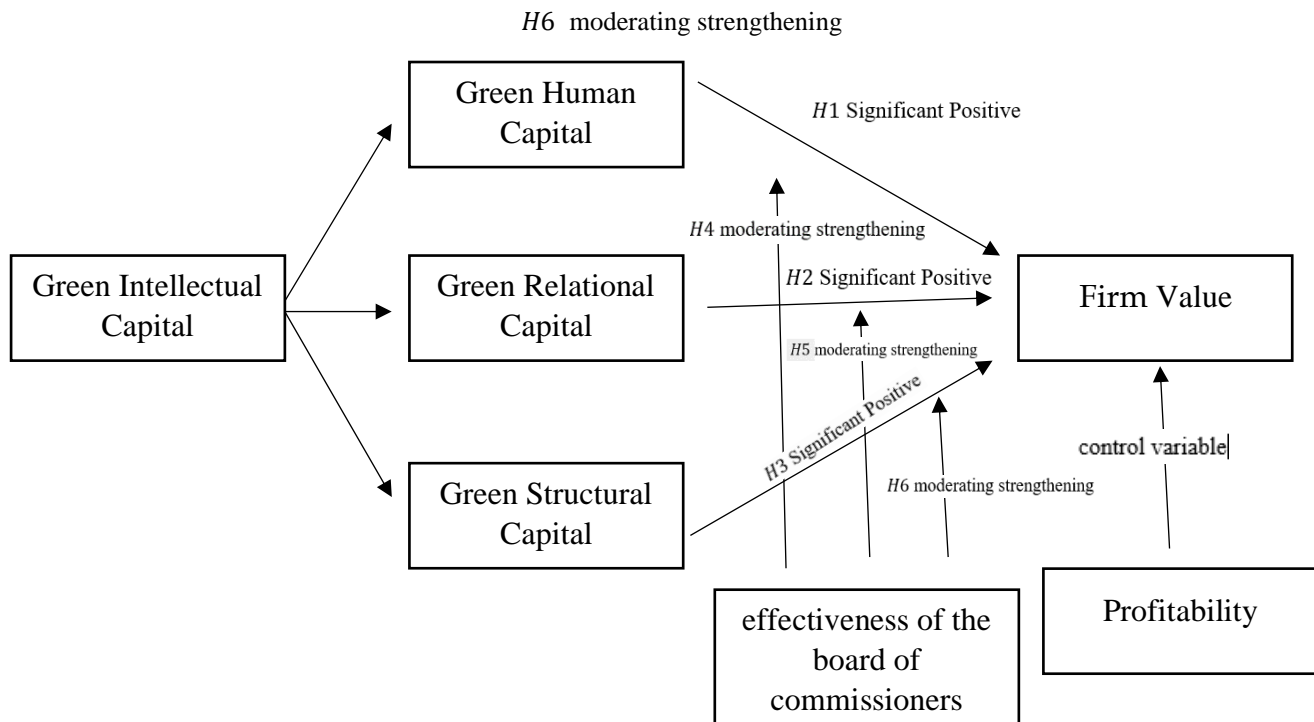 H6 moderating strengthening
Green Human
Capital
H1 Significant Positive
H4 moderating strengthening
Green Intellectual
Capital
Green Relational
Capital
H2 Significant Positive
Firm Value
H5 moderating strengthening
H3 Significant Positive
control variable
Green Structural
Capital
H6 moderating strengthening
effectiveness of the
board of
commissioners
Profitability